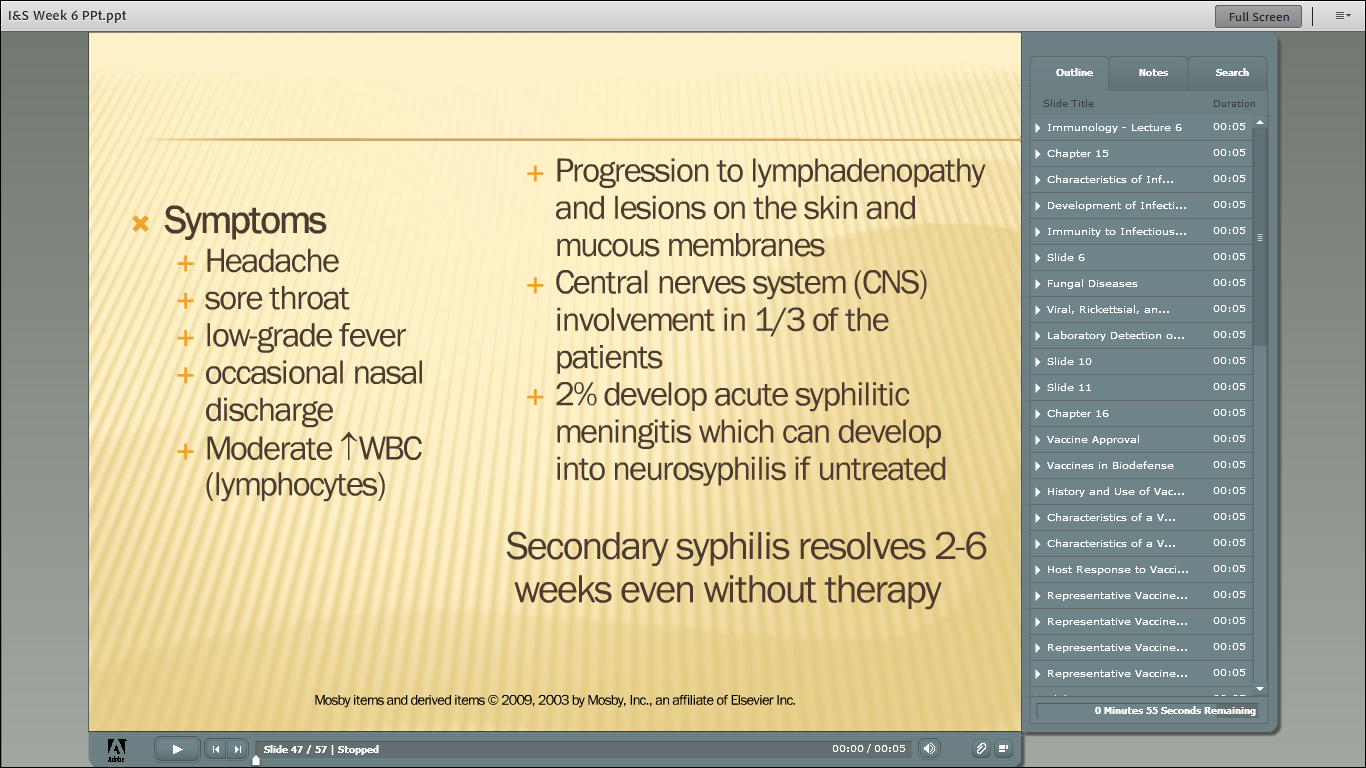 I&S Week 6 PPt.ppt
Full Screen
Symptoms
Headache
sore throat
low-grade fever
occasional nasal
discharge
Moderate ↑WBC
(lymphocytes)
Progression to lymphadenopathy
and lesions on the skin and
mucous membranes
Central nerves system (CNS)
involvement in 1/3 of the
patients
2% develop acute syphilitic
meningitis which can develop
into neurosyphilis if untreated
Secondary syphilis resolves 2-6
weeks even without therapy
Mosby items and derived items © 2009, 2003 by Mosby, Inc., an affiliate of Elsevier Inc.
Outline Notes Search
Slide Title Duration
Immunology - Lecture 6 00:05
Chapter 15 00:05
Characteristics of Inf... 00:05
Development of Infecti... 00:05
Immunity to Infectious... 00:05
Slide 6 00:05
Fungal Diseases 00:05
Viral, Rickettsial, an... 00:05
Laboratory Detection o... 00:05
Slide 10 00:05
Slide 11 00:05
Chapter 16 00:05
Vaccine Approval 00:05
Vaccines in Biodefense 00:05
History and Use of Vac... 00:05
Characteristics of a V... 00:05
Characteristics of a V... 00:05
Host Response to Vacci... 00:05
Representative Vaccine... 00:05
Representative Vaccine... 00:05
Representative Vaccine... 00:05
Representative Vaccine... 00:05
0 Minutes 55 Seconds Remaining
Adobe
Slide 47 / 57 | Stopped
00:00 / 00:05